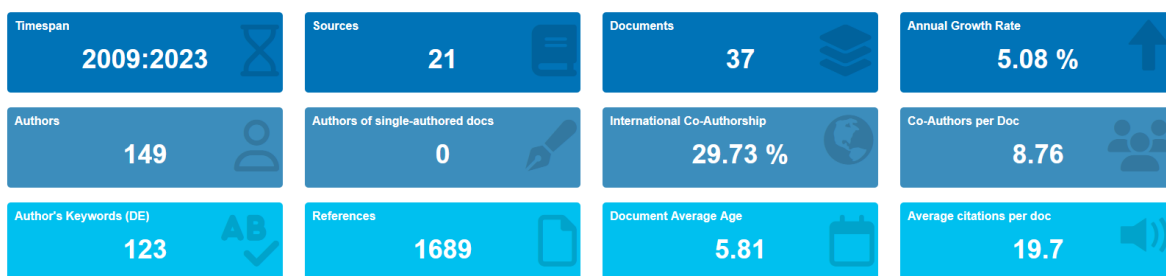 Timespan
2009:2023
Sources
21
Documents
37
Annual Growth Rate
5.08 %
Authors
149
Authors of single-authored docs
0
International Co-Authorship
29.73 %
Co-Authors per Doc
8.76
Author's Keywords (DE)
123
AB
References
1689
Document Average Age
5.81
Average citations per doc
19.7